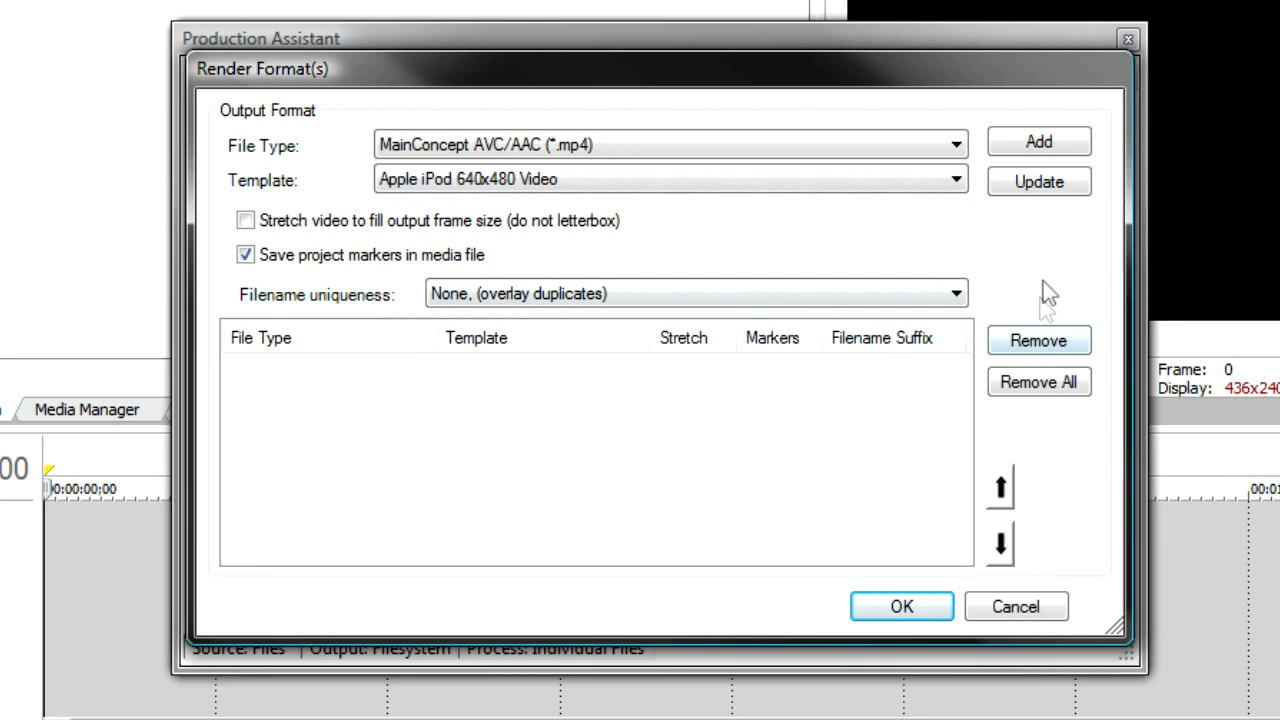 Production Assistant
Render Format(s)
Output Format
File Type: MainConcept AVC/AAC (*.mp4) Add
Template: Apple iPod 640x480 Video Update
Stretch video to fill output frame size (do not letterbox)
Save project markers in media file
Filename uniqueness: None, (overlay duplicates)
File Type Template Stretch Markers Filename Suffix Remove
Remove All
Frame: 0
Display: 436x240
Media Manager
00
0:00:00;00 00:01
OK Cancel
Source: Files Output: Filesystem Process: Individual Files